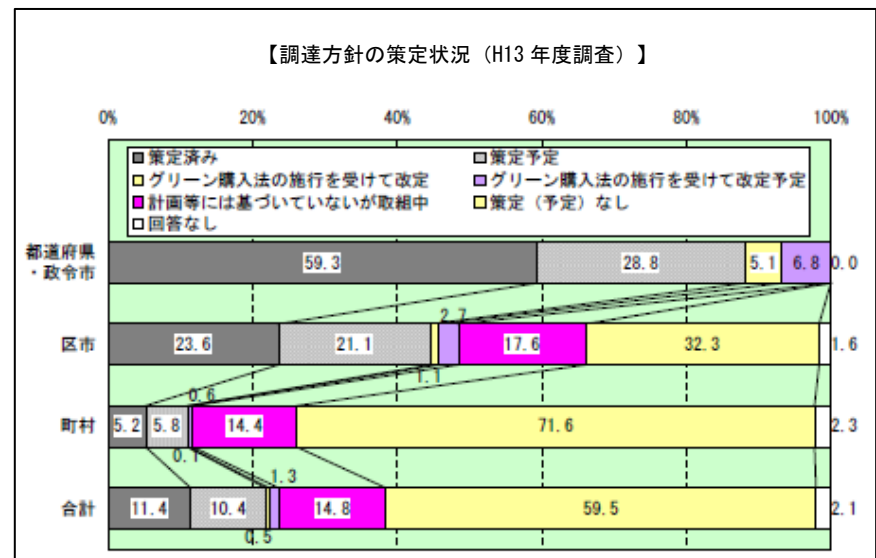 【調達方針の策定状況（H13年度調査）】
0% 20% 40% 60% 80% 100%
策定済み 策定予定
グリーン購入法の施行を受けて改定 グリーン購入法の施行を受けて改定予定
計画等には基づいていないが取組中 策定（予定）なし
回答なし
都道府県
・政令市
59.3 28.8 5.1 6.8 0.0
2.7
区市
23.6 21.1 17.6 32.3 1.6
1.1
0.6
町村
5.2 5.8 14.4 71.6 2.3
0.1
1.3
合計
11.4 10.4 14.8 59.5 2.1
0.5